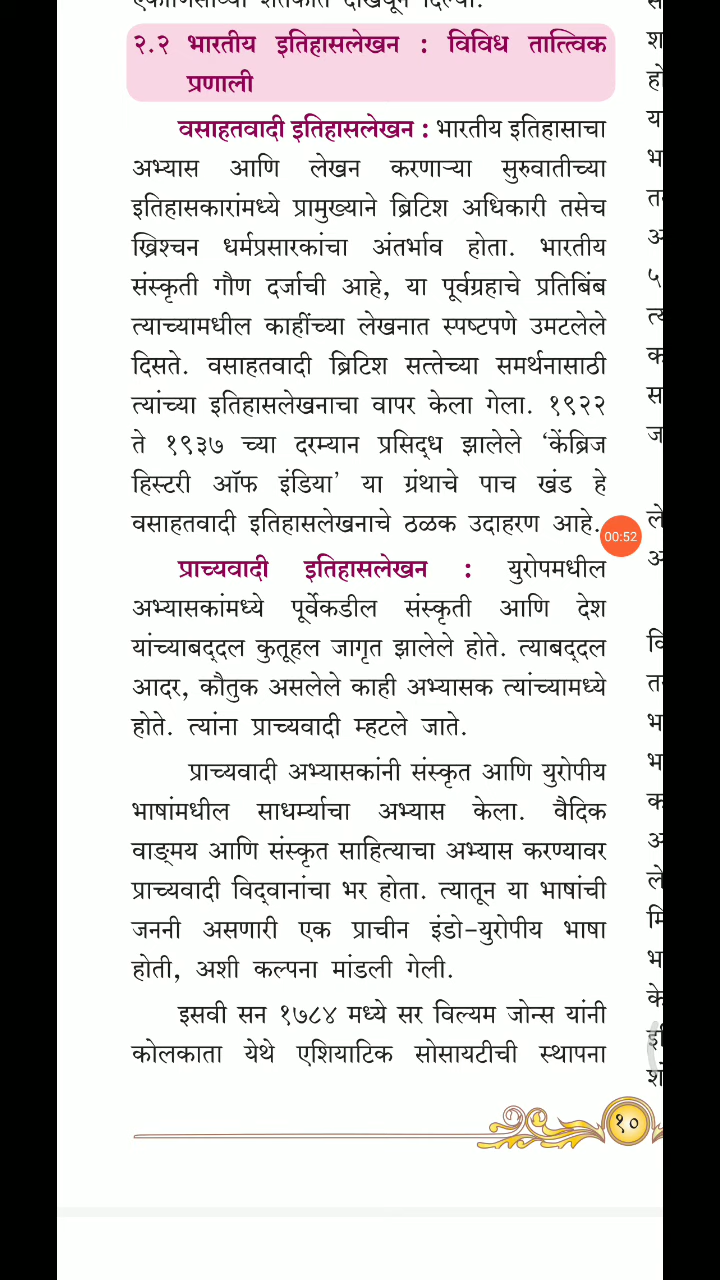 २.२ भारतीय इतिहासलेखन : विविध तात्त्विक
प्रणाली
वसाहतवादी इतिहासलेखन : भारतीय इतिहासाचा
अभ्यास आणि लेखन करणाऱ्या सुरुवातीच्या
इतिहासकारांमध्ये प्रामुख्याने ब्रिटिश अधिकारी तसेच
ख्रिश्चन धर्मप्रसारकांचा अंतर्भाव होता. भारतीय
संस्कृती गौण दर्जाची आहे, या पूर्वग्रहाचे प्रतिबिंब
त्याच्यामधील काहींच्या लेखनात स्पष्टपणे उमटलेले
दिसते. वसाहतवादी ब्रिटिश सत्तेच्या समर्थनासाठी
त्यांच्या इतिहासलेखनाचा वापर केला गेला. १९२२
ते १९३७ च्या दरम्यान प्रसिद्ध झालेले ‘केंब्रिज
हिस्टरी ऑफ इंडिया’ या ग्रंथाचे पाच खंड हे
वसाहतवादी इतिहासलेखनाचे ठळक उदाहरण आहे.
00:52
प्राच्यवादी इतिहासलेखन : युरोपमधील
अभ्यासकांमध्ये पूर्वेकडील संस्कृती आणि देश
यांच्याबद्दल कुतूहल जागृत झालेले होते. त्याबद्दल
आदर, कौतुक असलेले काही अभ्यासक त्यांच्यामध्ये
होते. त्यांना प्राच्यवादी म्हटले जाते.
प्राच्यवादी अभ्यासकांनी संस्कृत आणि युरोपीय
भाषांमधील साधर्म्याचा अभ्यास केला. वैदिक
वाङ्मय आणि संस्कृत साहित्याचा अभ्यास करण्यावर
प्राच्यवादी विद्वानांचा भर होता. त्यातून या भाषांची
जननी असणारी एक प्राचीन इंडो-युरोपीय भाषा
होती, अशी कल्पना मांडली गेली.
इसवी सन १७८४ मध्ये सर विल्यम जोन्स यांनी
कोलकाता येथे एशियाटिक सोसायटीची स्थापना
१०